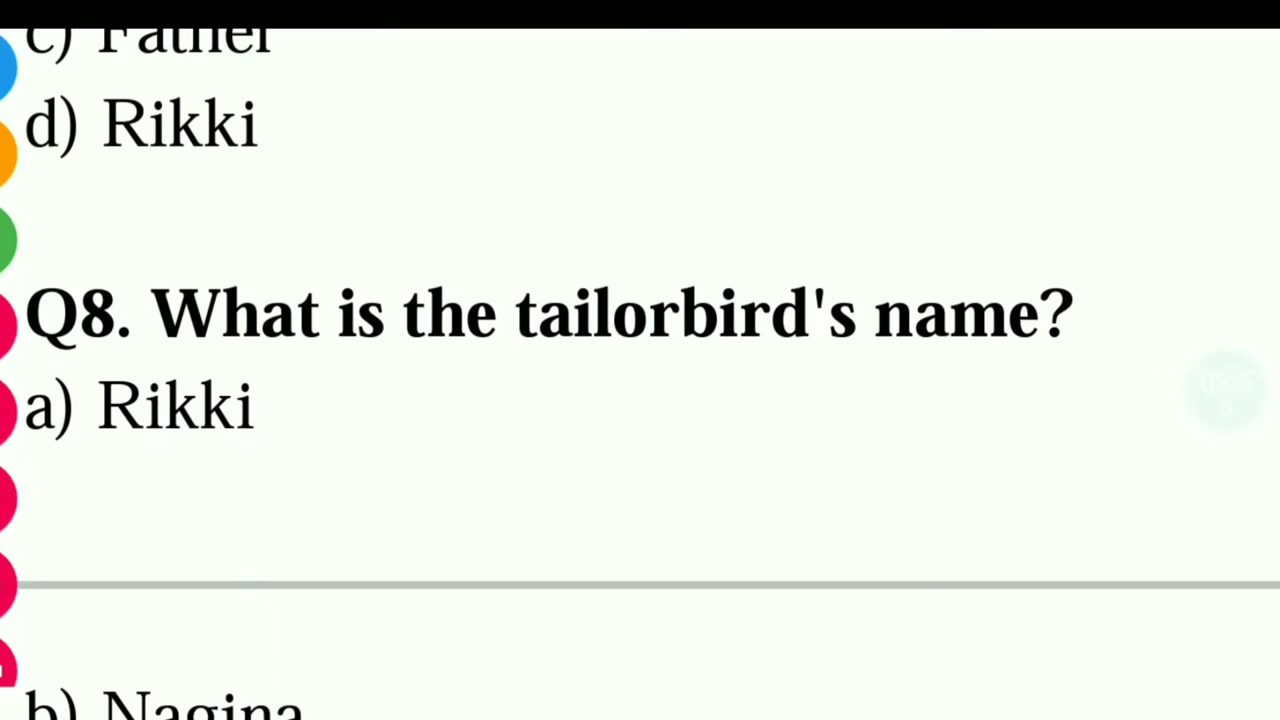 c) Father
d) Rikki
Q8. What is the tailorbird's name?
a) Rikki
b) Nagina